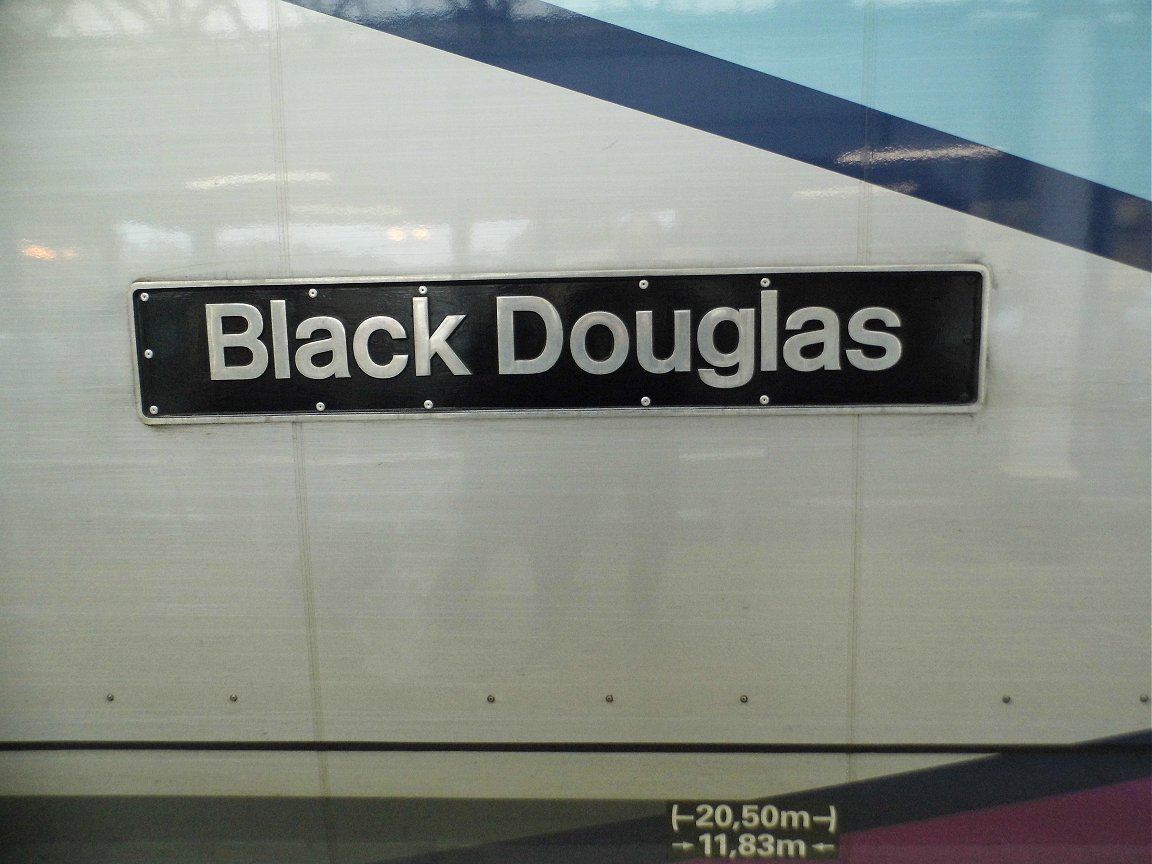 Black Douglas
(-20,50m-)
→11,83m←